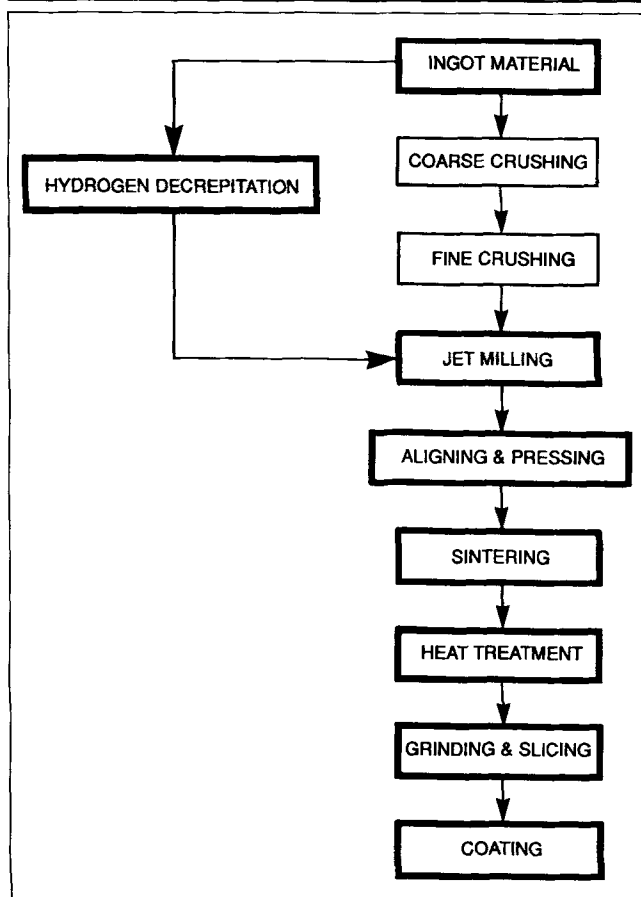 INGOT MATERIAL
COARSE CRUSHING
HYDROGEN DECREPITATION
FINE CRUSHING
JET MILLING
ALIGNING & PRESSING
SINTERING
HEAT TREATMENT
GRINDING & SLICING
COATING